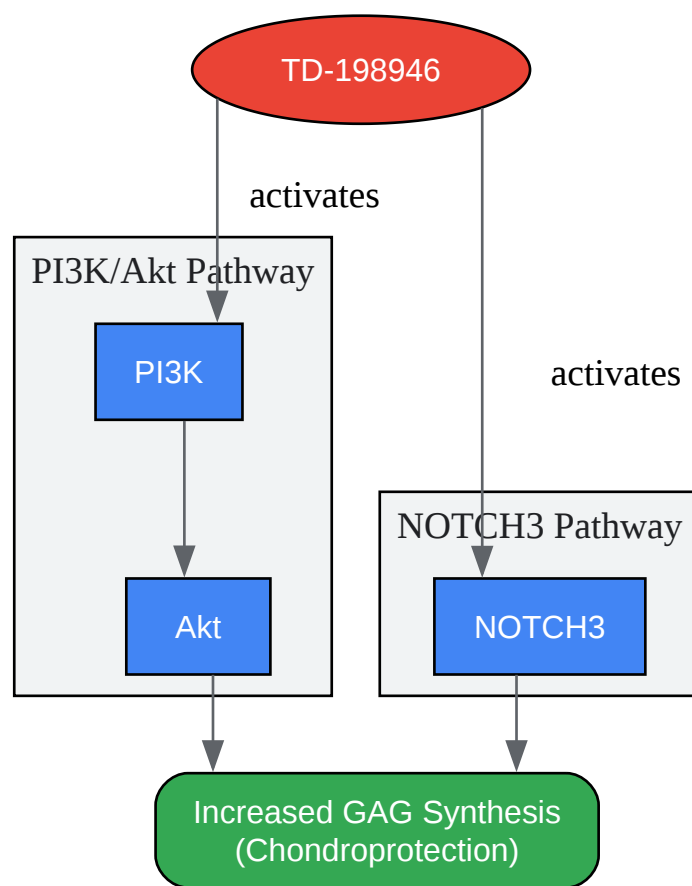 TD-198946
activates
PI3K/Akt Pathway
PI3K
activates
NOTCH3 Pathway
Akt
NOTCH3
Increased GAG Synthesis
(Chondroprotection)